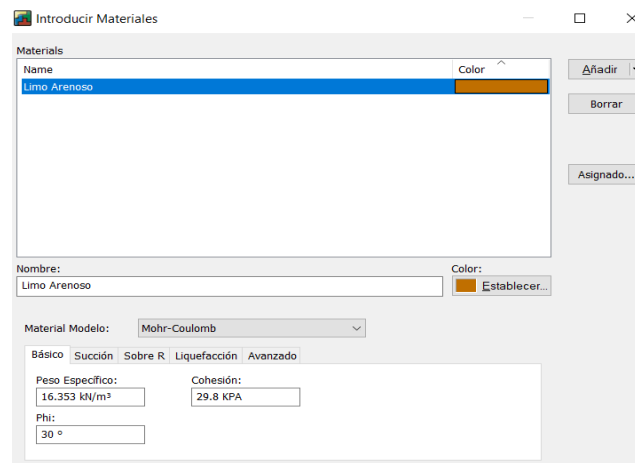 Introducir Materiales
Materials
Name Color
Limo Arenoso
Añadir
Borrar
Asignado...
Nombre: Color:
Limo Arenoso Establecer...
Material Modelo: Mohr-Coulomb
Básico Succión Sobre R Liquefacción Avanzado
Peso Específico: Cohesión:
16.353 kN/m³ 29.8 KPA
Phi:
30 °